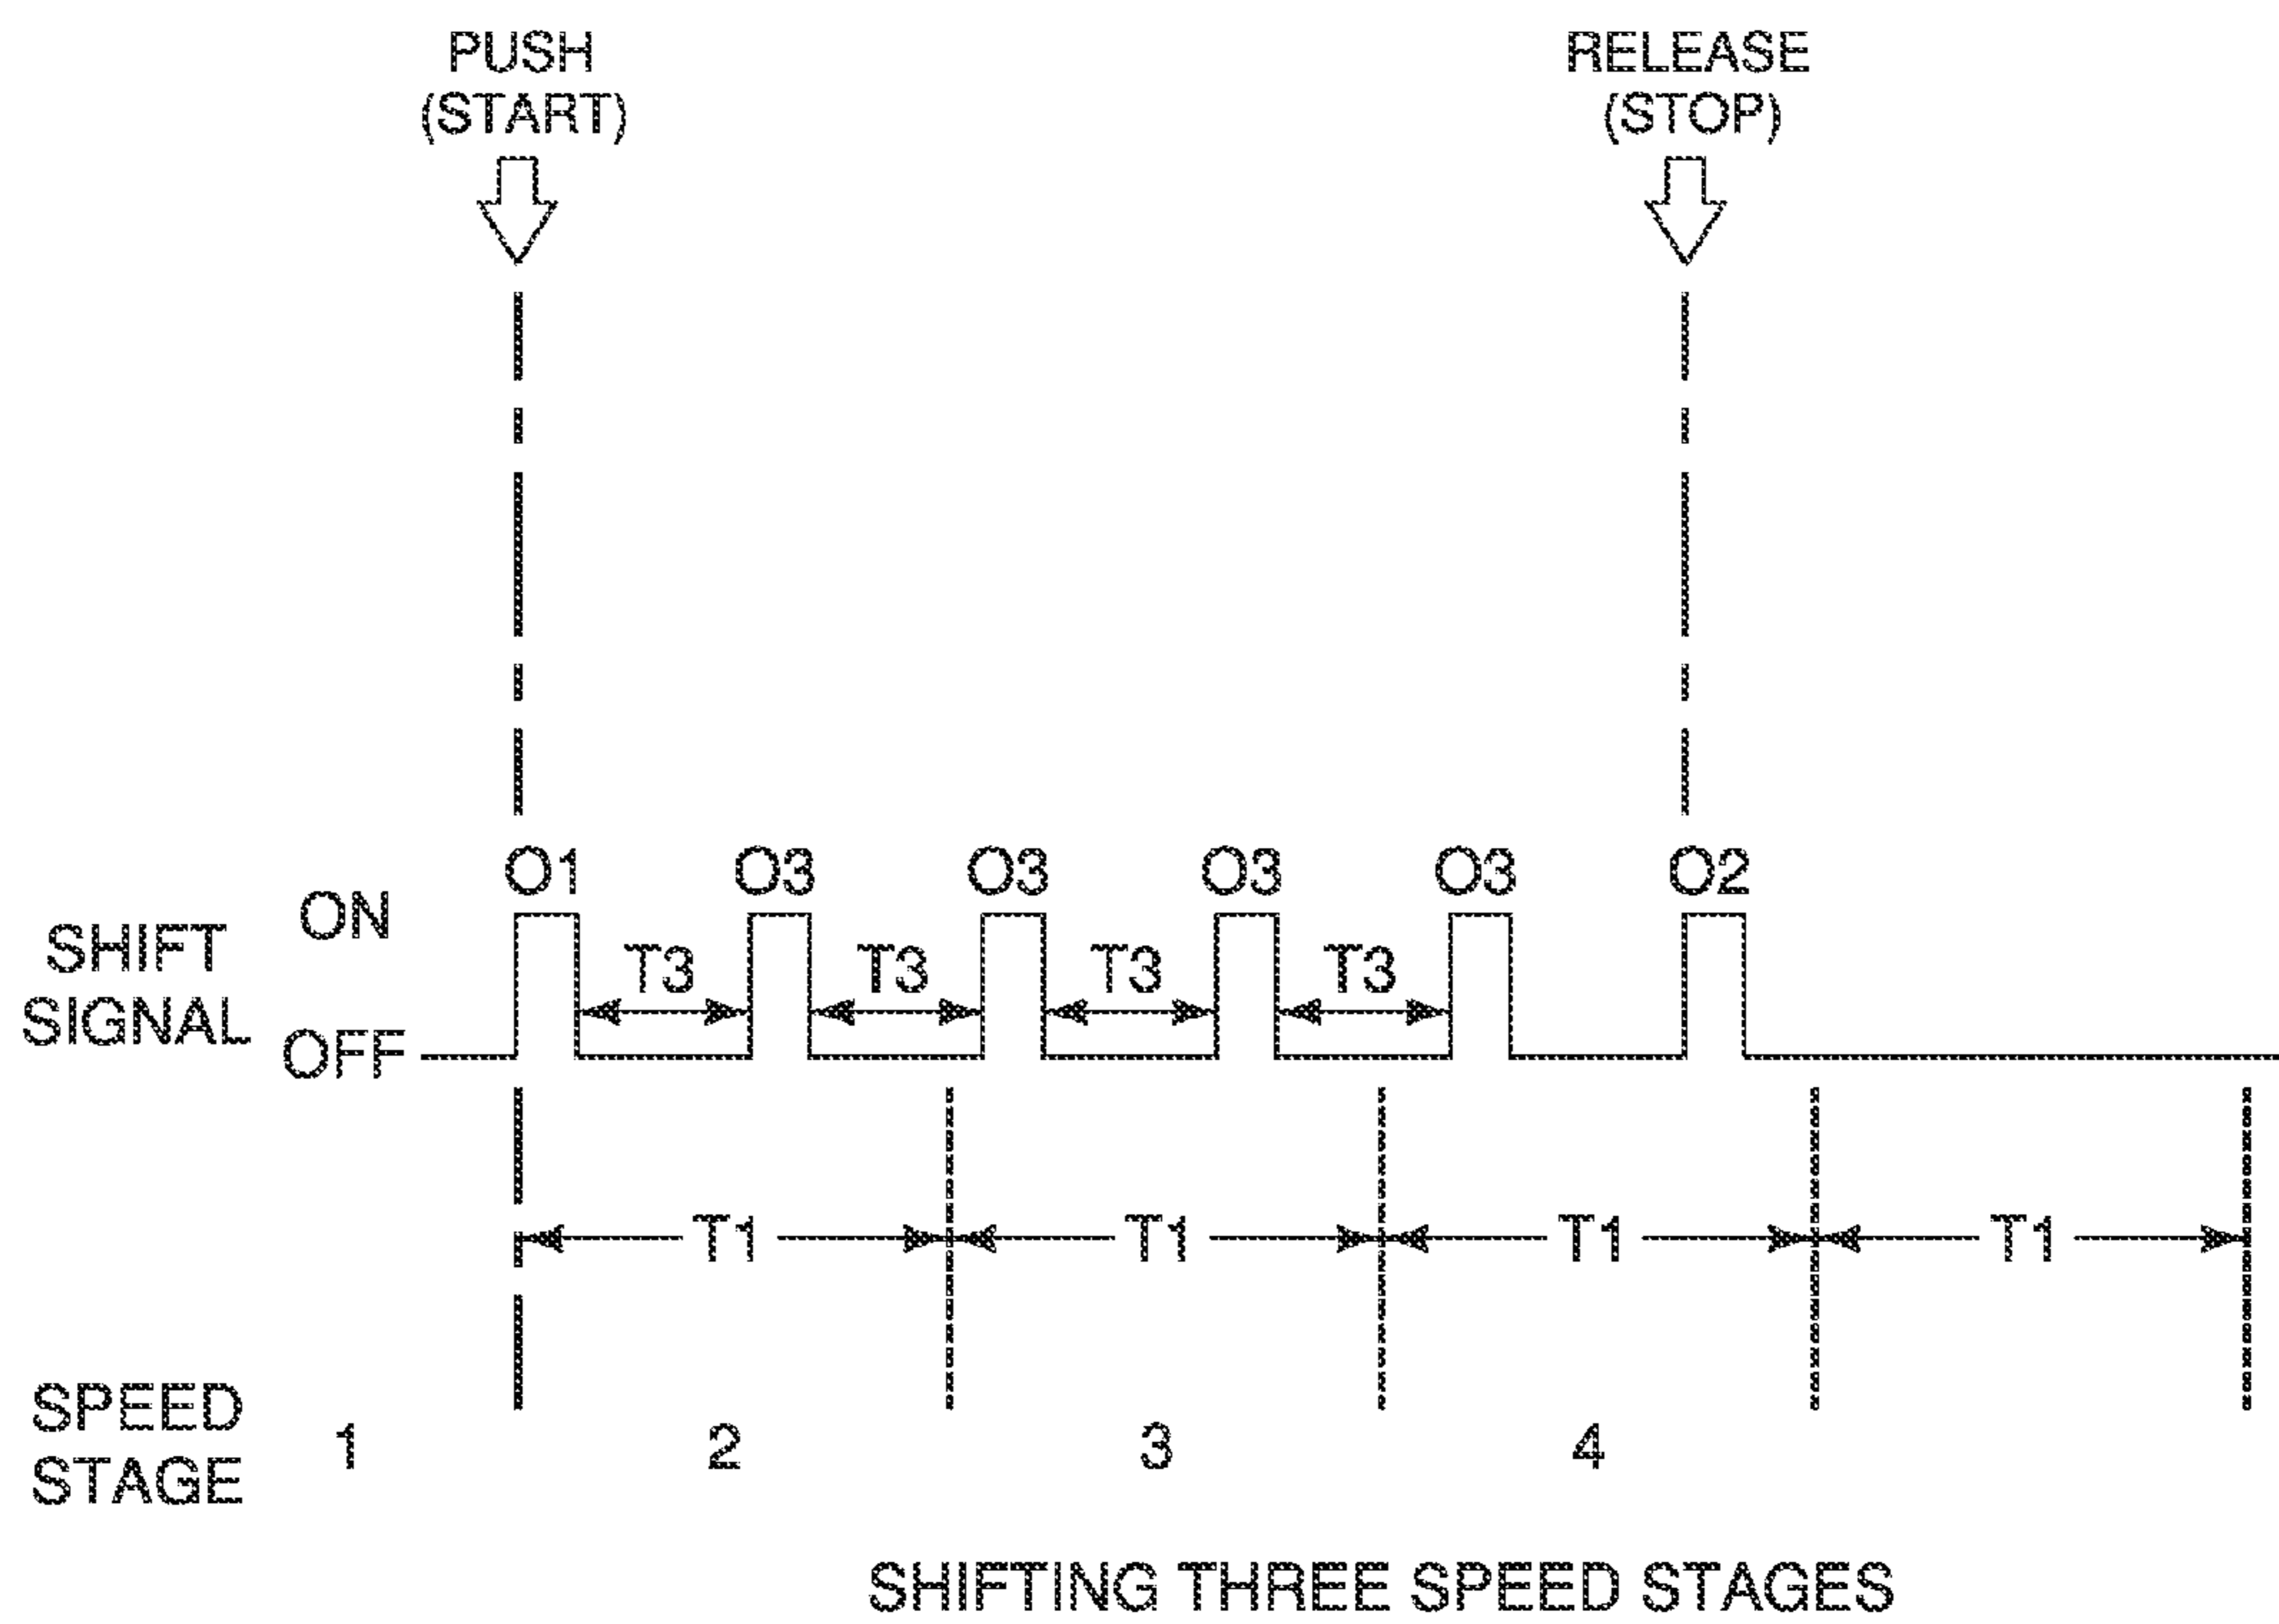 PUSH
(START)
RELEASE
(STOP)
O1 O3 O3 O3 O3 O2
ON
SHIFT
SIGNAL
OFF
T3 T3 T3 T3
T1 T1 T1 T1
SPEED
STAGE
1 2 3 4
SHIFTING THREE SPEED STAGES